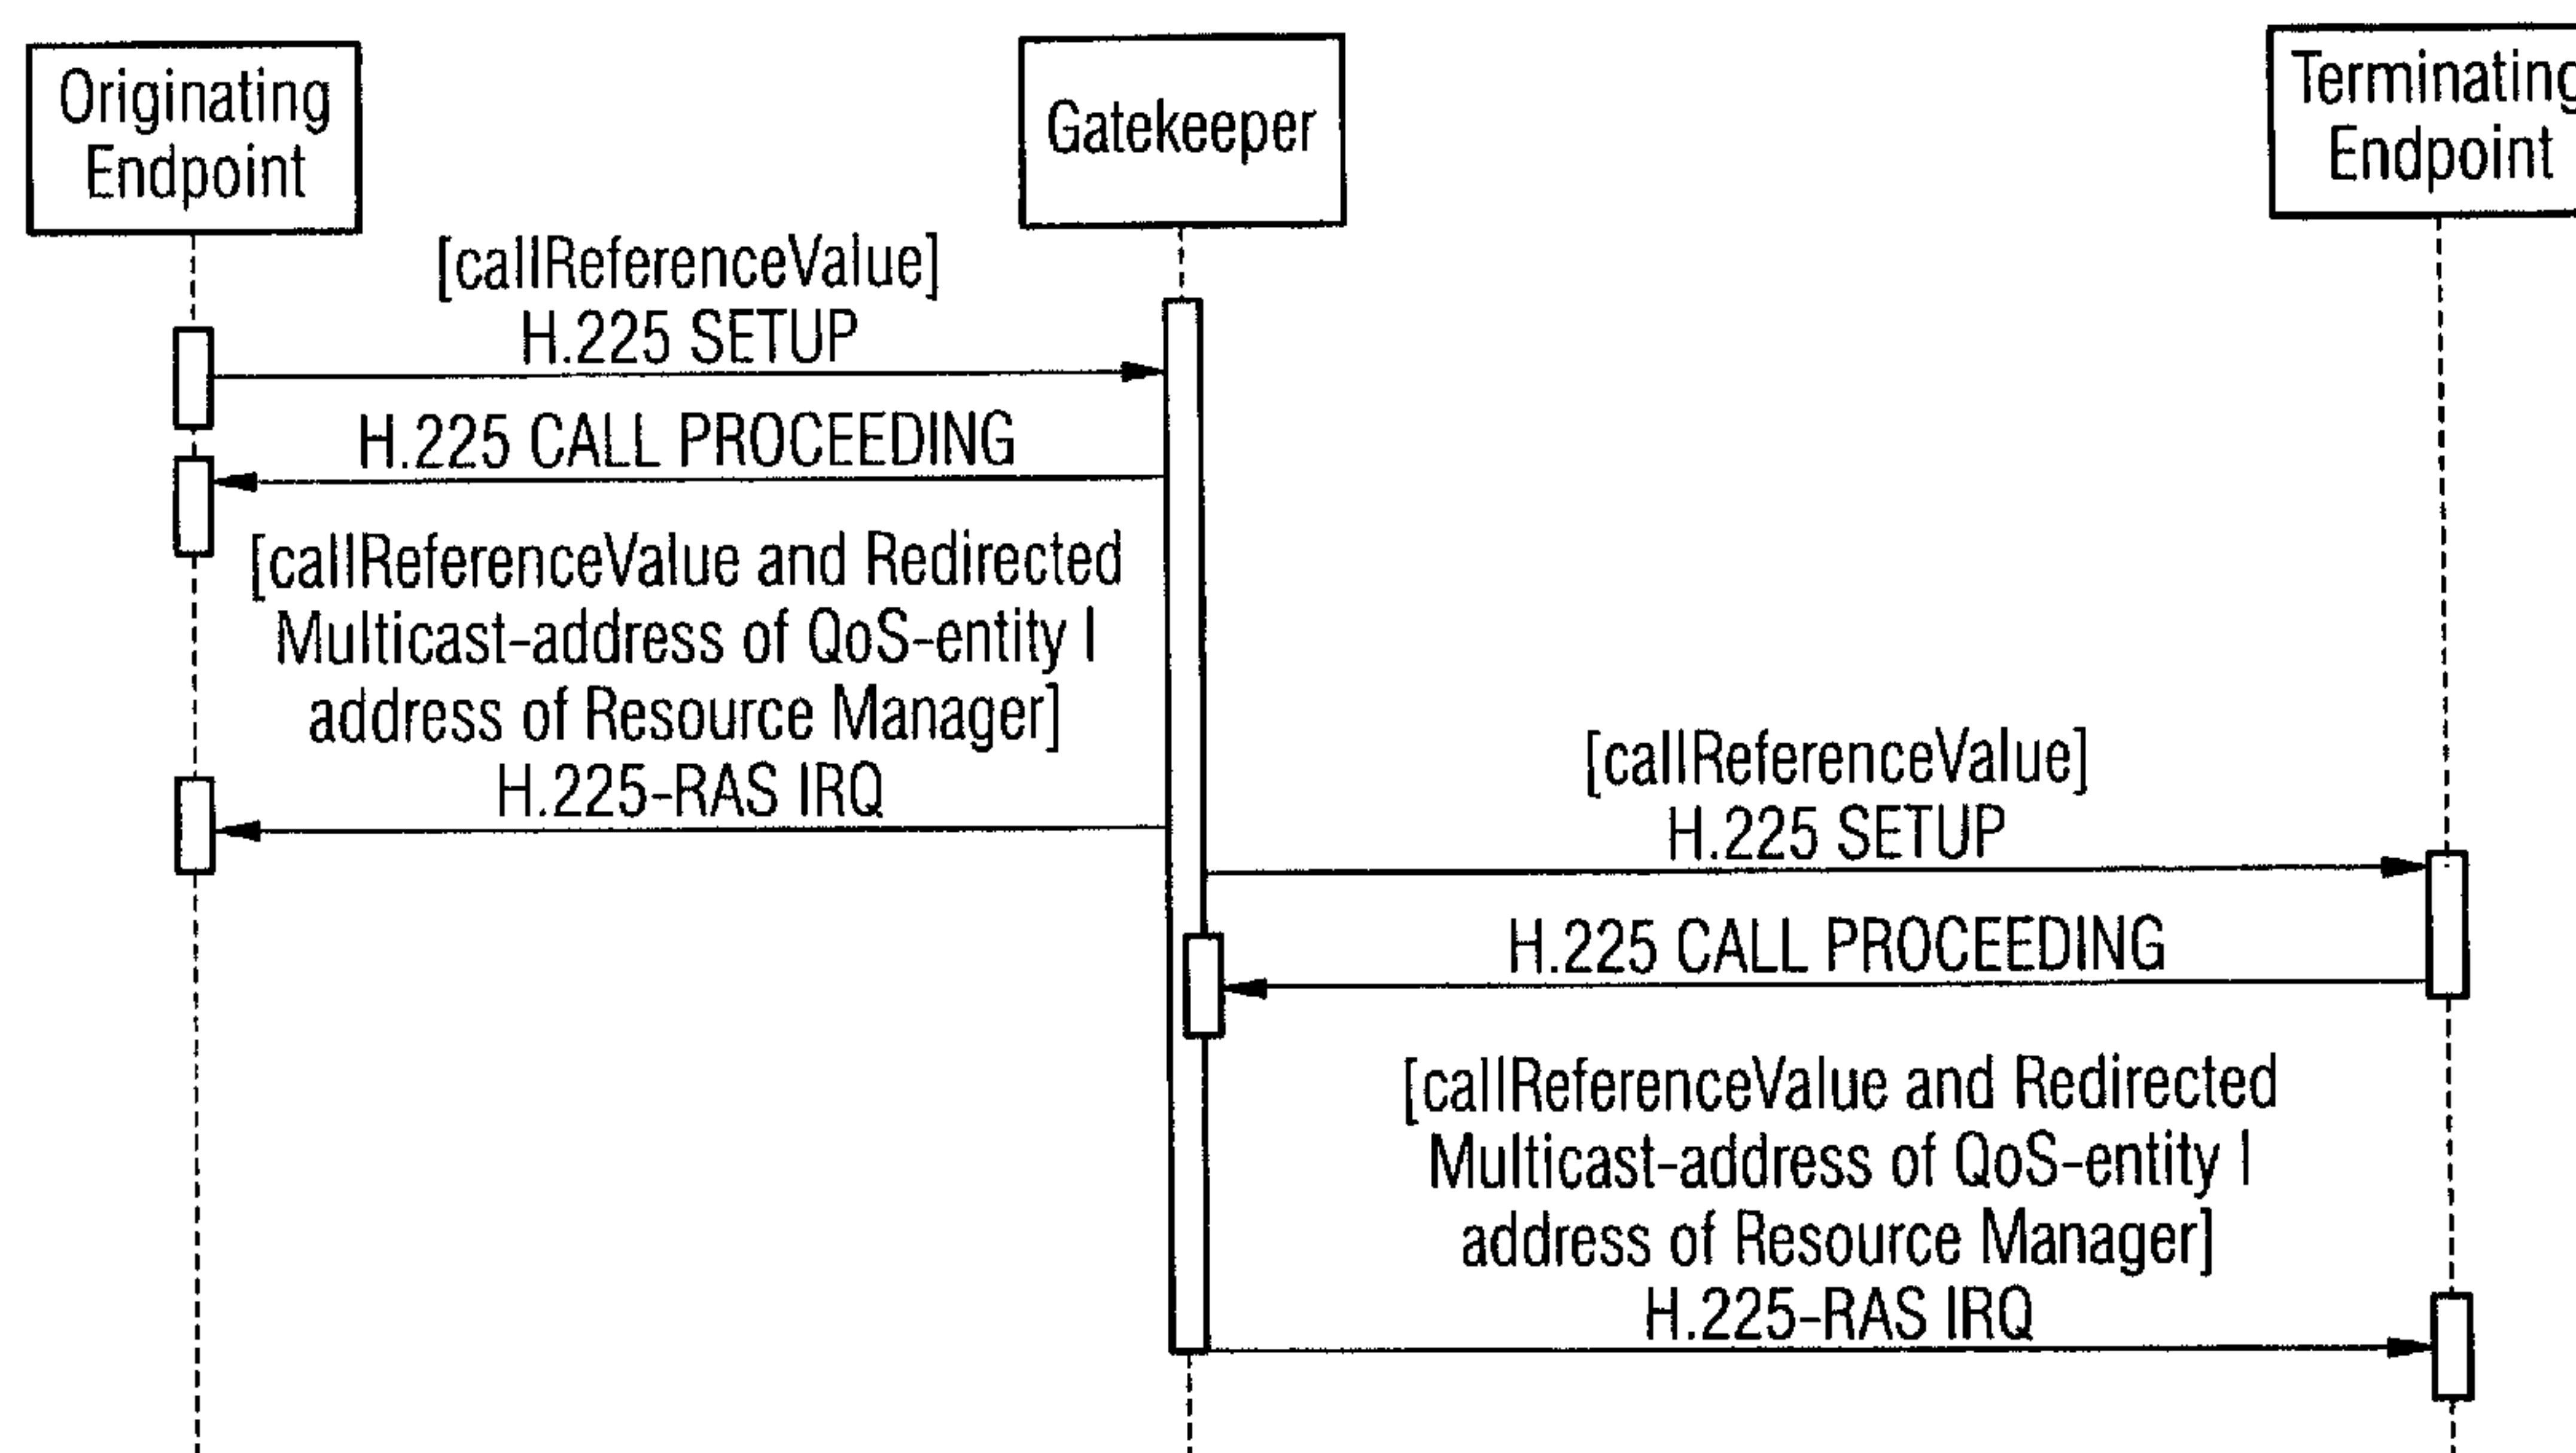 Originating
Endpoint
Gatekeeper
Terminating
Endpoint
[callReferenceValue]
H.225 SETUP
H.225 CALL PROCEEDING
[callReferenceValue and Redirected
Multicast-address of QoS-entity I
address of Resource Manager]
H.225-RAS IRQ
[callReferenceValue]
H.225 SETUP
H.225 CALL PROCEEDING
[callReferenceValue and Redirected
Multicast-address of QoS-entity I
address of Resource Manager]
H.225-RAS IRQ